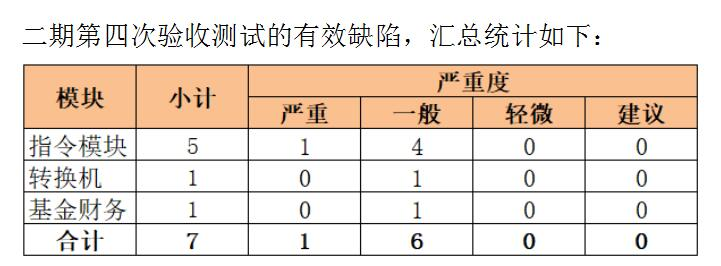 二期第四次验收测试的有效缺陷，汇总统计如下：
模块 小计 严重度
严重 一般 轻微 建议
指令模块 5 1 4 0 0
转换机 1 0 1 0 0
基金财务 1 0 1 0 0
合计 7 1 6 0 0